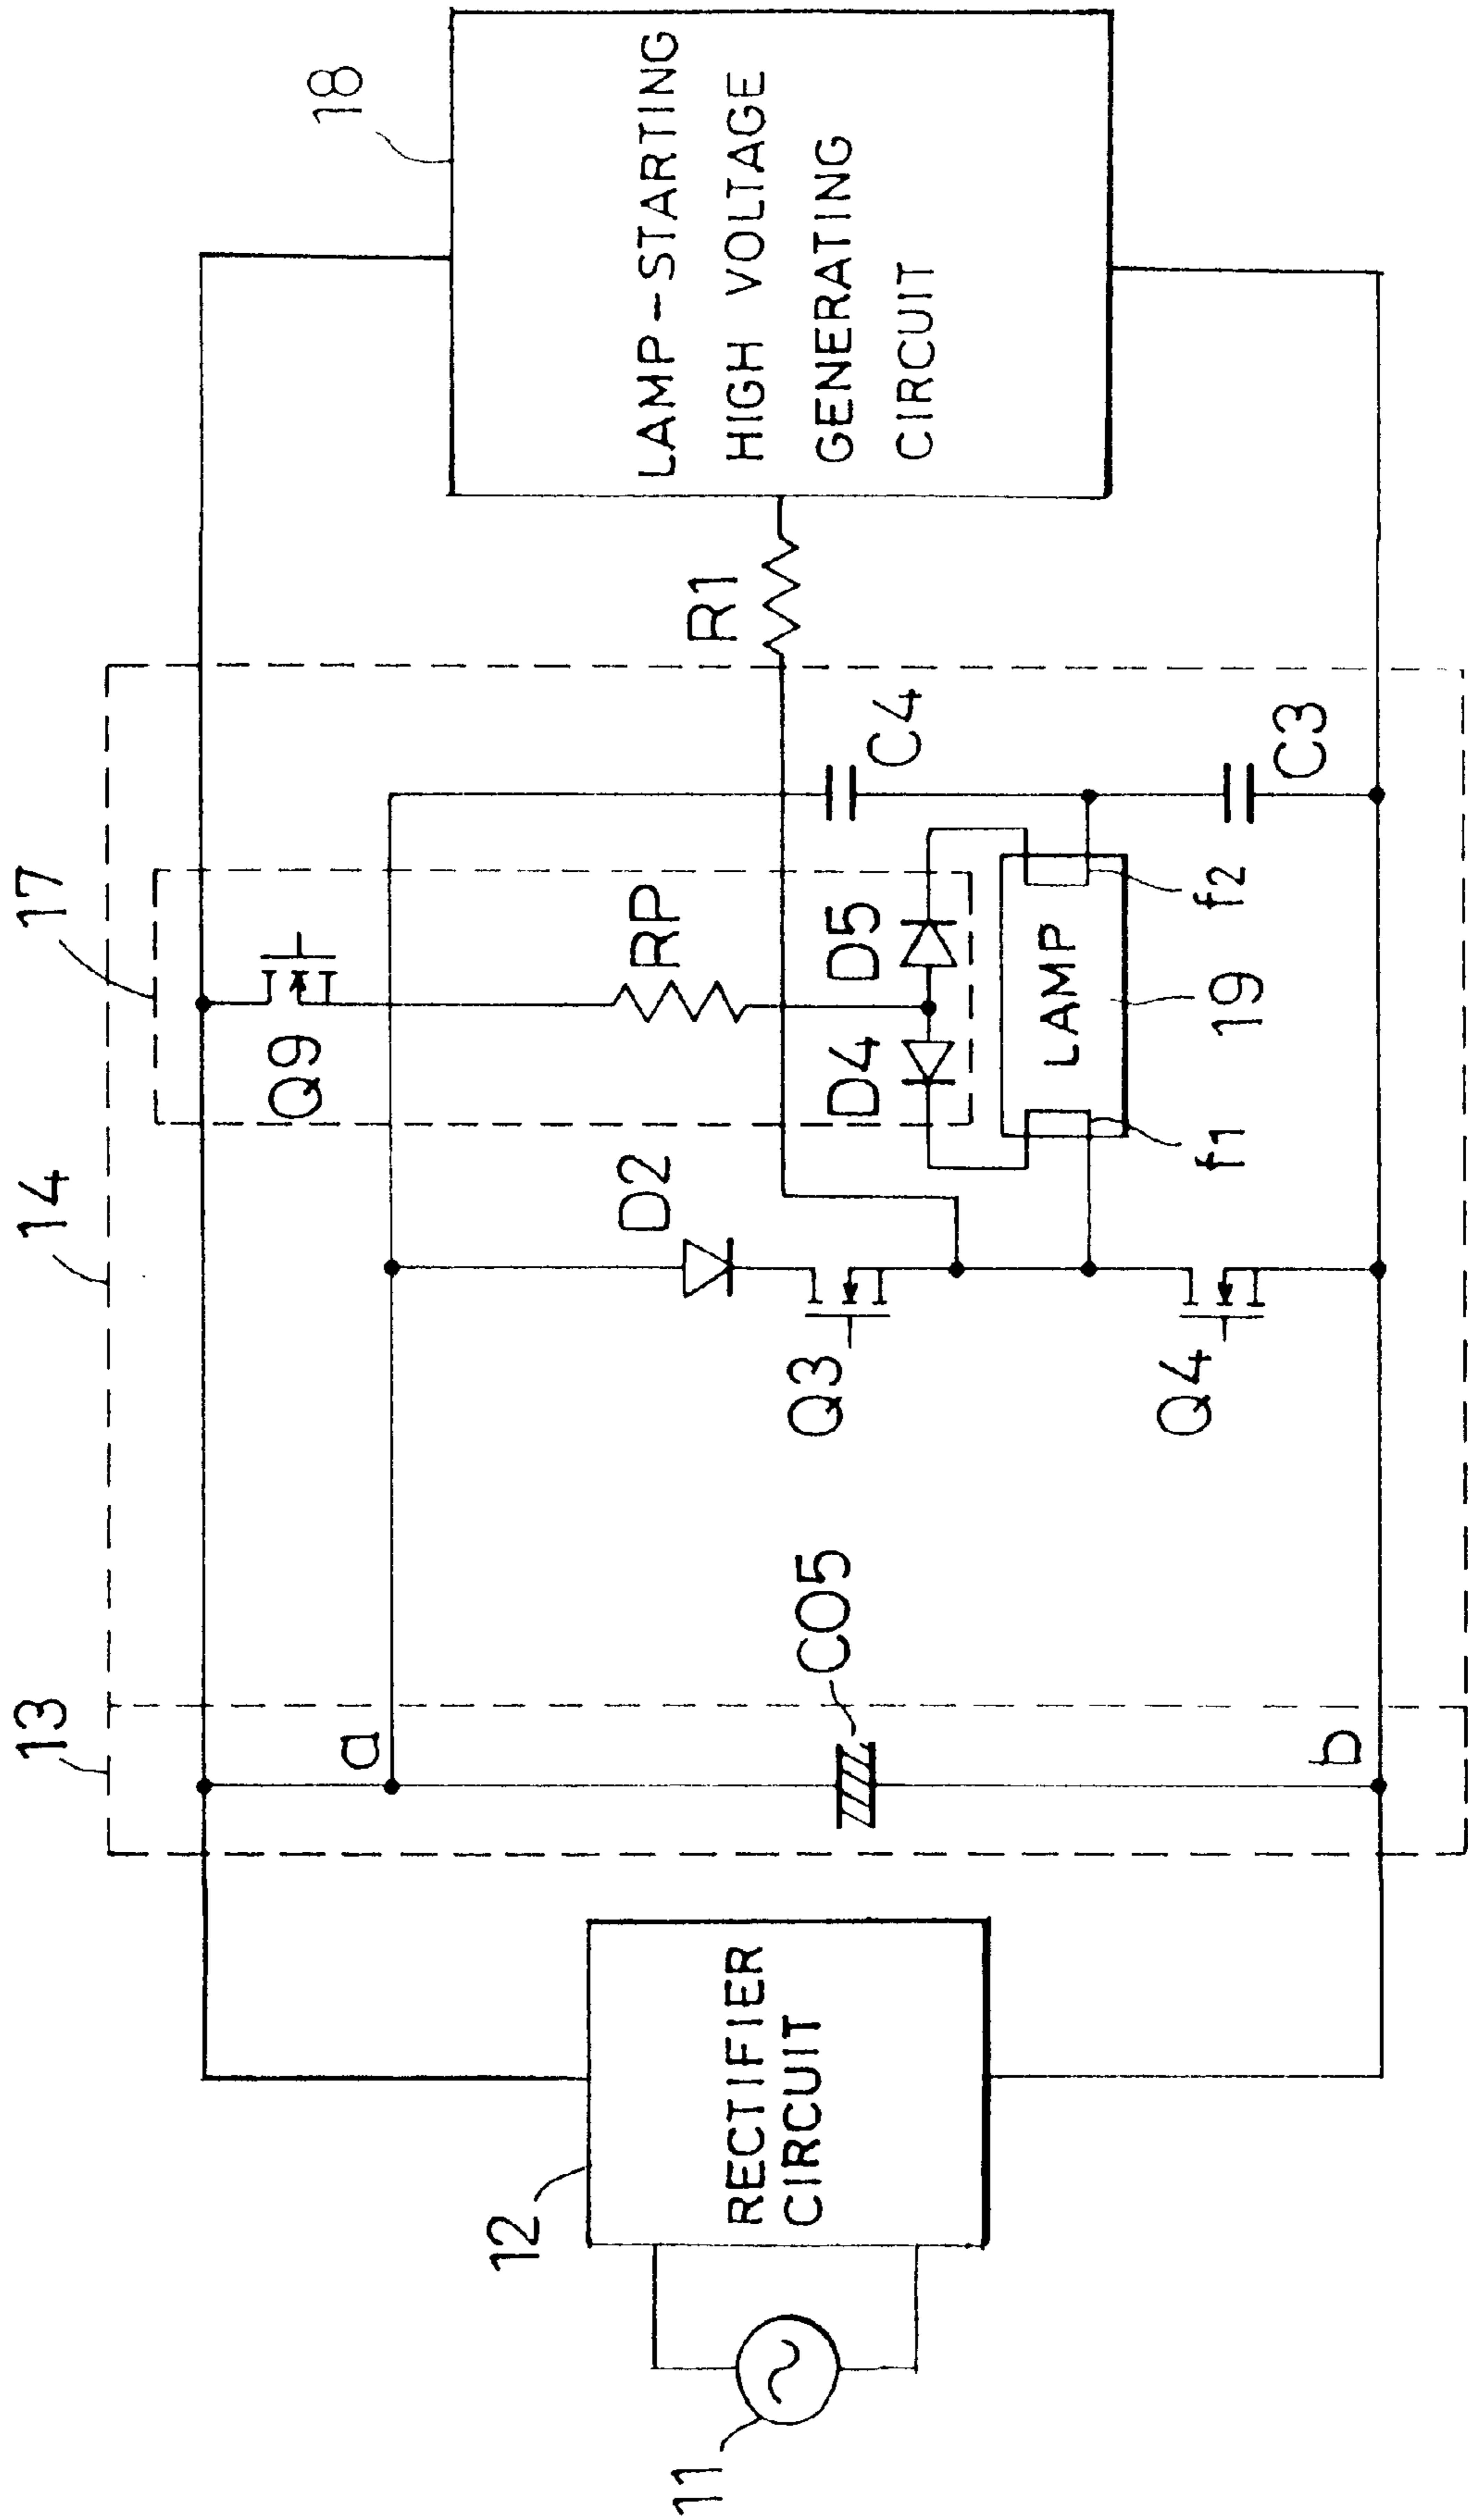 11
12
RECTIFIER
CIRCUIT
13
a
CO5
b
14
Q3
Q4
D2
17
Q9
RP
D4
D5
LAMP
f1
19
f2
C4
C3
R1
18
LAMP-STARTING
HIGH VOLTAGE
GENERATING
CIRCUIT